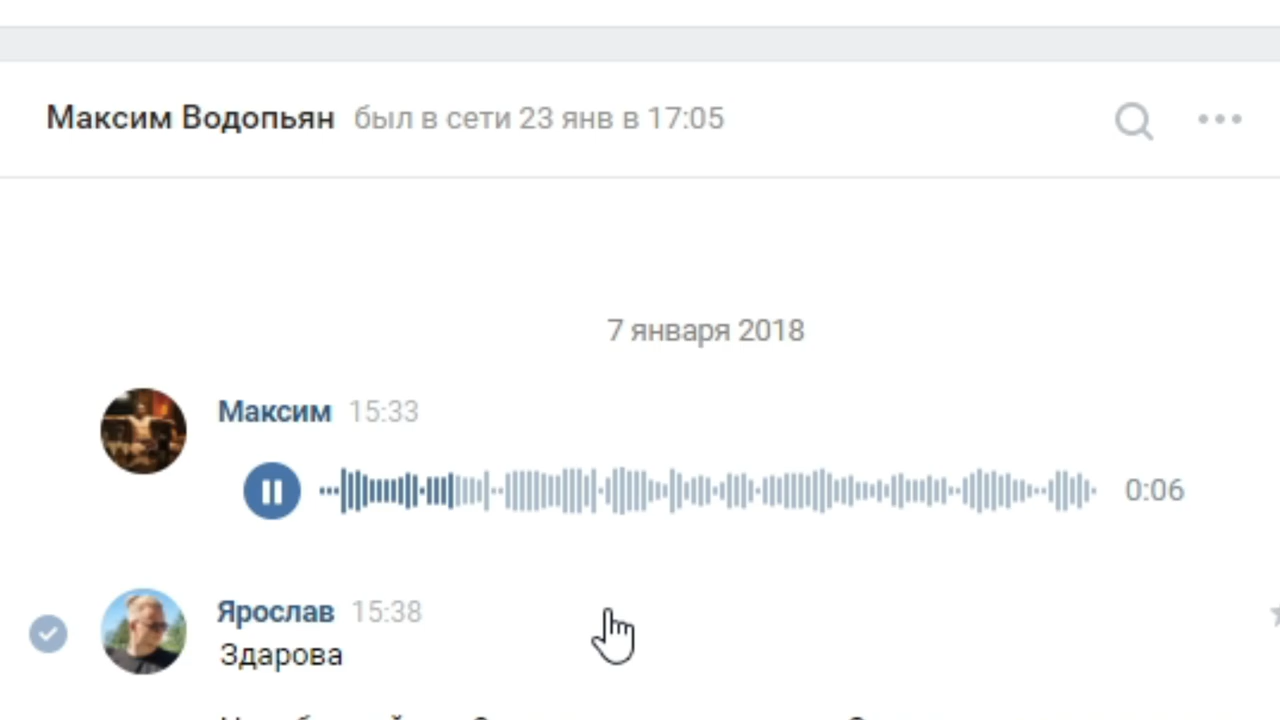 Максим Водопьян был в сети 23 янв в 17:05
7 января 2018
Максим 15:33
0:06
Ярослав 15:38
Здарова